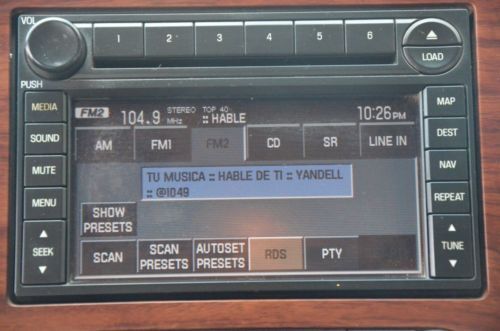 VOL
1 2 3 4 5 6
LOAD
PUSH
MEDIA
SOUND
MUTE
MENU
SEEK
FM2 104.9 MHz STEREO TOP 40 :: HABLE 10:26PM
AM FM1 FM2 CD SR LINE IN
TU MUSICA :: HABLE DE TI :: YANDELL
:: @1049
SHOW
PRESETS
SCAN
SCAN
PRESETS
AUTOSET
PRESETS
RDS
PTY
MAP
DEST
NAV
REPEAT
TUNE